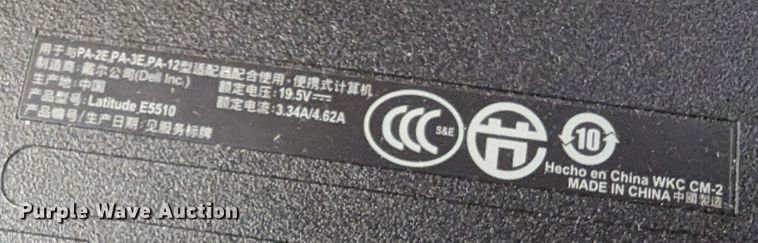 用于与PA-2E,PA-3E,PA-12型适配器配合使用·便携式计算机
制造商: 戴尔公司(Dell Inc.)
额定电压: 19.5V⎓
生产地: 中国
额定电流: 3.34A/4.62A
产品型号: Latitude E5510
产品编号/生产日期: 见服务标牌
CCC
S&E
10
Hecho en China WKC CM-2
MADE IN CHINA 中國製造
Purple Wave Auction